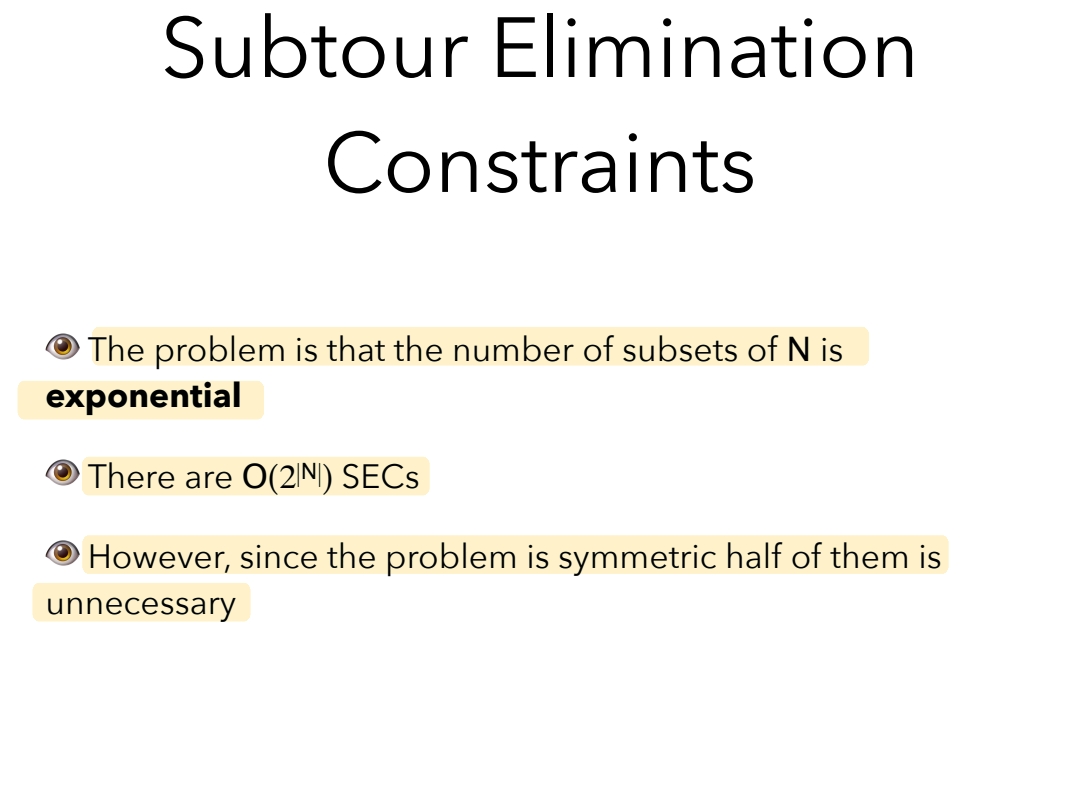 Subtour Elimination
Constraints
👁 The problem is that the number of subsets of N is
exponential
👁 There are O(2|N|) SECs
👁 However, since the problem is symmetric half of them is
unnecessary